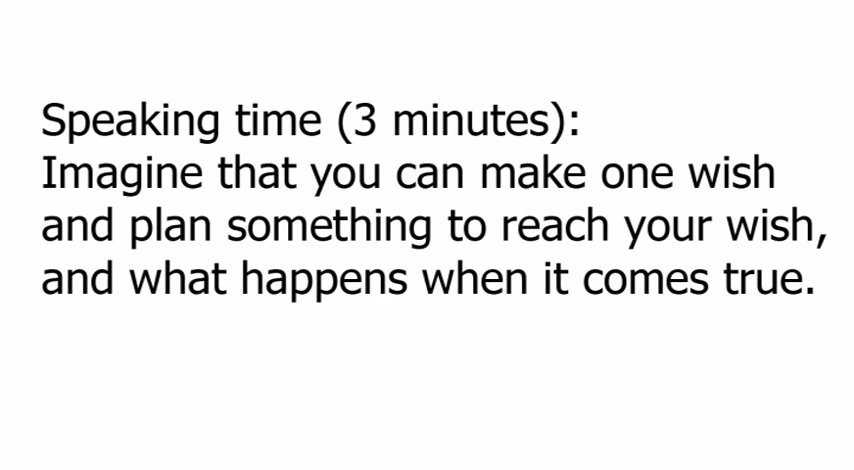 Speaking time (3 minutes):
Imagine that you can make one wish
and plan something to reach your wish,
and what happens when it comes true.